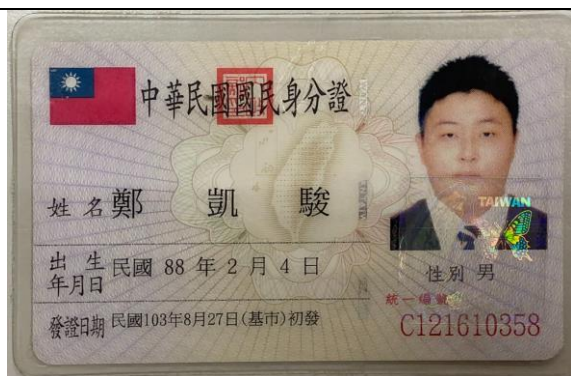 中華民國國民身分證
姓名 鄭凱駿
TAIWAN
出生年月日 民國 88 年 2 月 4 日
性別 男
統一編號
發證日期 民國103年8月27日(基市)初發
C121610358